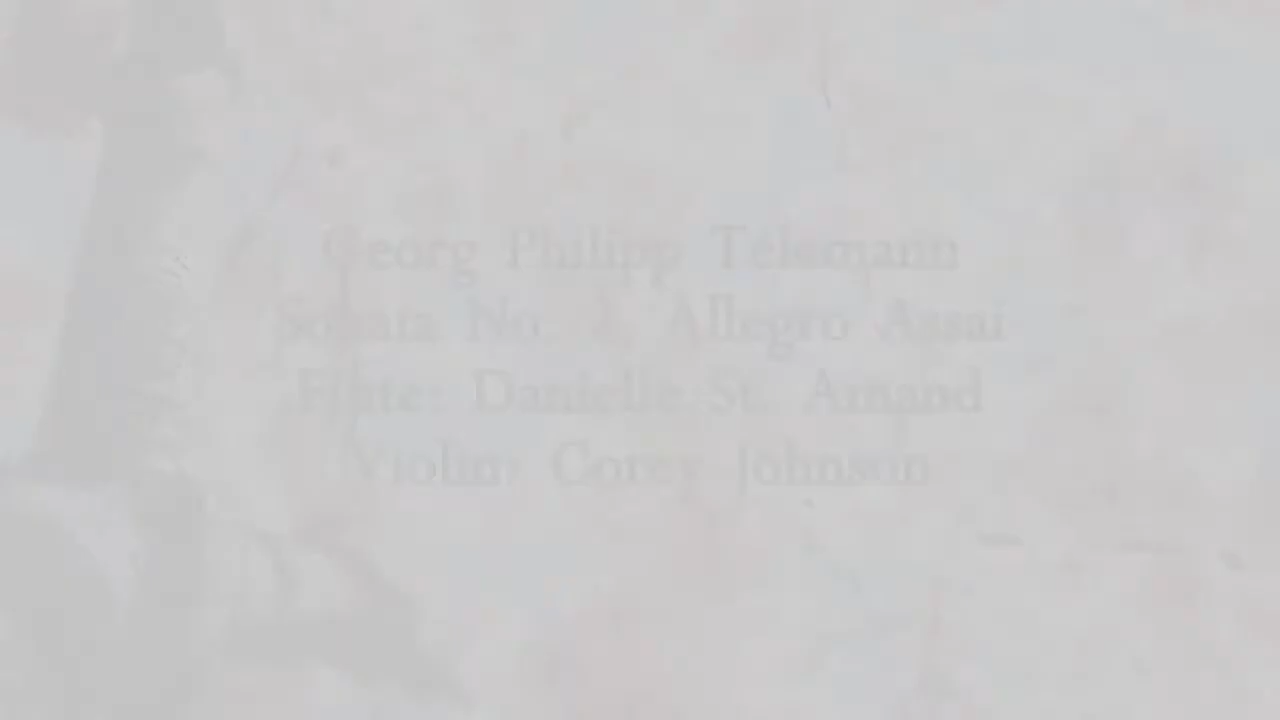 Georg Philipp Telemann
Sonata No. 2, Allegro Assai
Flute: Danielle St. Amand
Violin: Corey Johnson